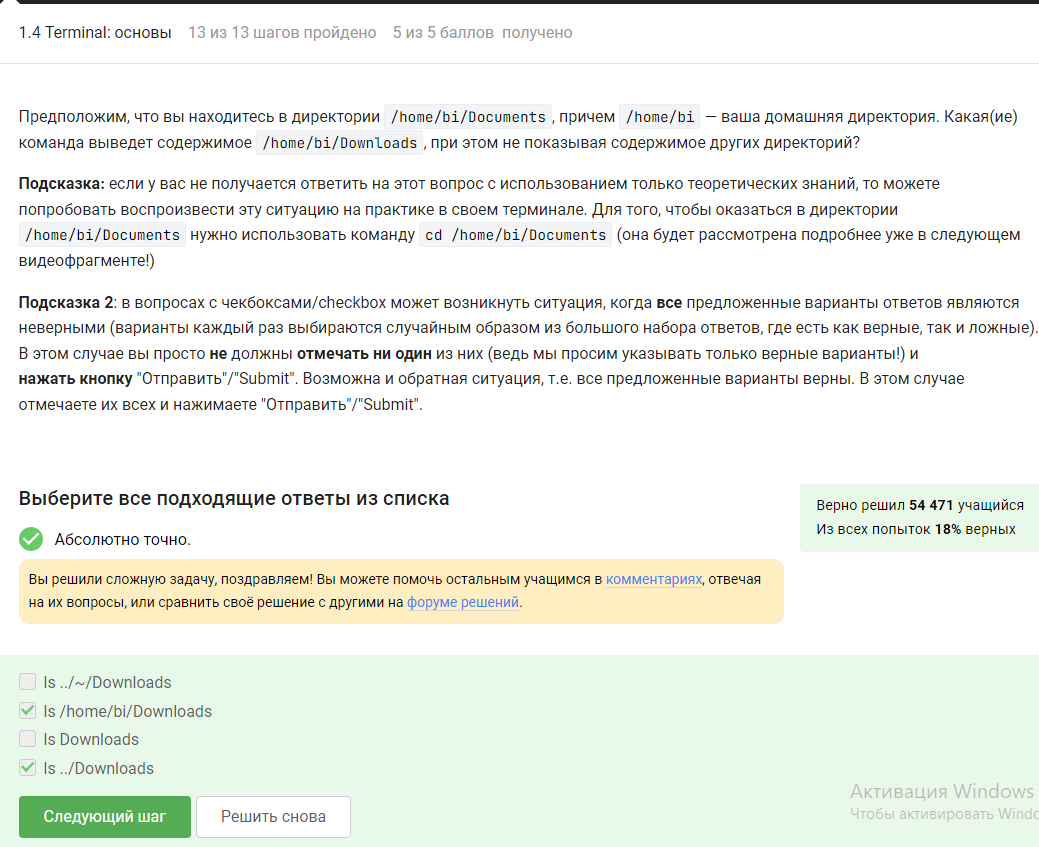 1.4 Terminal: основы 13 из 13 шагов пройдено 5 из 5 баллов получено
Предположим, что вы находитесь в директории /home/bi/Documents , причем /home/bi — ваша домашняя директория. Какая(ие)
команда выведет содержимое /home/bi/Downloads , при этом не показывая содержимое других директорий?
Подсказка: если у вас не получается ответить на этот вопрос с использованием только теоретических знаний, то можете
попробовать воспроизвести эту ситуацию на практике в своем терминале. Для того, чтобы оказаться в директории
/home/bi/Documents нужно использовать команду cd /home/bi/Documents (она будет рассмотрена подробнее уже в следующем
видеофрагменте!)
Подсказка 2: в вопросах с чекбоксами/checkbox может возникнуть ситуация, когда все предложенные варианты ответов являются
неверными (варианты каждый раз выбираются случайным образом из большого набора ответов, где есть как верные, так и ложные).
В этом случае вы просто не должны отмечать ни один из них (ведь мы просим указывать только верные варианты!) и
нажать кнопку "Отправить"/"Submit". Возможна и обратная ситуация, т.е. все предложенные варианты верны. В этом случае
отмечаете их всех и нажимаете "Отправить"/"Submit".
Выберите все подходящие ответы из списка
Верно решил 54 471 учащийся
Из всех попыток 18% верных
Абсолютно точно.
Вы решили сложную задачу, поздравляем! Вы можете помочь остальным учащимся в комментариях, отвечая
на их вопросы, или сравнить своё решение с другими на форуме решений.
ls ../~/Downloads
ls /home/bi/Downloads
ls Downloads
ls ../Downloads
Следующий шаг Решить снова
Активация Windows
Чтобы активировать